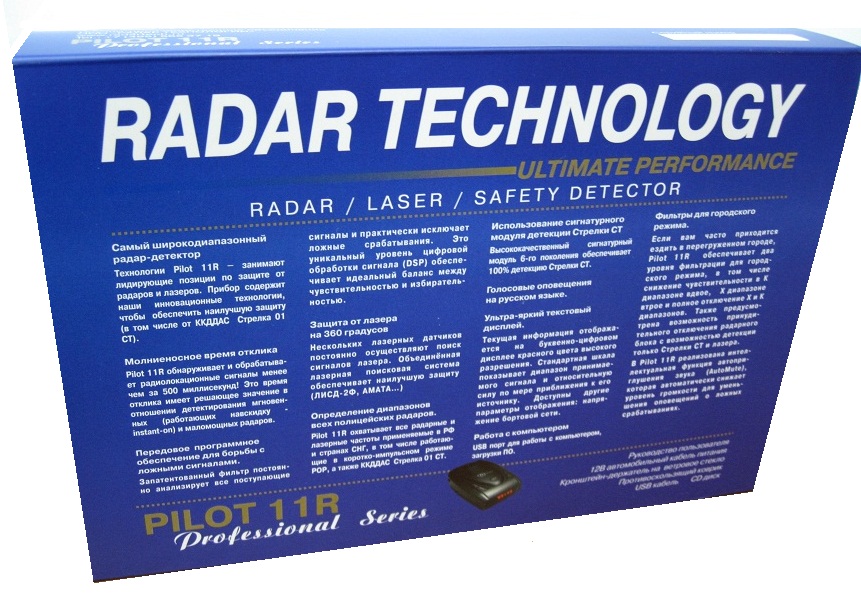 PILOT 11R
Professional Series
RADAR TECHNOLOGY
ULTIMATE PERFORMANCE
RADAR / LASER / SAFETY DETECTOR
Самый широкодиапазонный
радар-детектор
Технологии Pilot 11R – занимают
лидирующие позиции по защите от
радаров и лазеров. Прибор содержит
наши инновационные технологии,
чтобы обеспечить наилучшую защиту
(в том числе от ККДДАС Стрелка 01
СТ).
Молниеносное время отклика
Pilot 11R обнаруживает и обрабатыва-
ет радиолокационные сигналы менее
чем за 500 миллисекунд! Это время
отклика имеет решающее значение в
отношении детектирования мгновен-
ных (работающих навскидку -
instant-on) и маломощных радаров.
Передовое программное
обеспечение для борьбы с
ложными сигналами.
Запатентованный фильтр постоян-
но анализирует все поступающие
сигналы и практически исключает
ложные срабатывания. Это
уникальный уровень цифровой
обработки сигнала (DSP) обеспе-
чивает идеальный баланс между
чувствительностью и избиратель-
ностью.
Защита от лазера
на 360 градусов
Нескольких лазерных датчиков
постоянно осуществляют поиск
сигналов лазера. Объединённая
лазерная поисковая система
обеспечивает наилучшую защиту
(ЛИСД-2Ф, АМАТА...)
Определение диапазонов
всех полицейских радаров.
Pilot 11R охватывает все радарные и
лазерные частоты применяемые в РФ
и странах СНГ, в том числе работаю-
щие в коротко-импульсном режиме
POP, а также ККДДАС Стрелка 01 СТ.
Использование сигнатурного
модуля детекции Стрелки СТ
Высококачественный сигнатурный
модуль 6-го поколения обеспечивает
100% детекцию Стрелки СТ.
Голосовые оповещения
на русском языке.
Ультра-яркий текстовый
дисплей.
Текущая информация отобража-
ется на буквенно-цифровом
дисплее красного цвета высокого
разрешения. Стандартная шкала
показывает диапазон принимае-
мого сигнала и относительную
силу по мере приближения к его
источнику. Доступны другие
параметры отображения: напря-
жение бортовой сети.
Работа с компьютером
USB порт для работы с компьютером,
загрузки ПО.
Фильтры для городского
режима.
Если вам часто приходится
ездить в перегруженном городе,
Pilot 11R обеспечивает два
уровня фильтрации для город-
ского режима, в том числе
снижение чувствительности в К
диапазоне вдвое, Х диапазоне
втрое и полное отключение Х и К
диапазонов. Также предусмо-
трена возможность принуди-
тельного отключения радарного
блока с возможностью детекции
только Стрелки СТ и лазера.
В Pilot 11R реализована интел-
лектуальная функция автопри-
глушения звука (AutoMute),
которая автоматически снижает
уровень громкости для умень-
шения оповещений о ложных
срабатываниях.
Руководство пользователя
12В автомобильный кабель питания
Кронштейн-держатель на ветровое стекло
Противоскользящий коврик
USB кабель CD диск
PILOT 11R
Professional Series